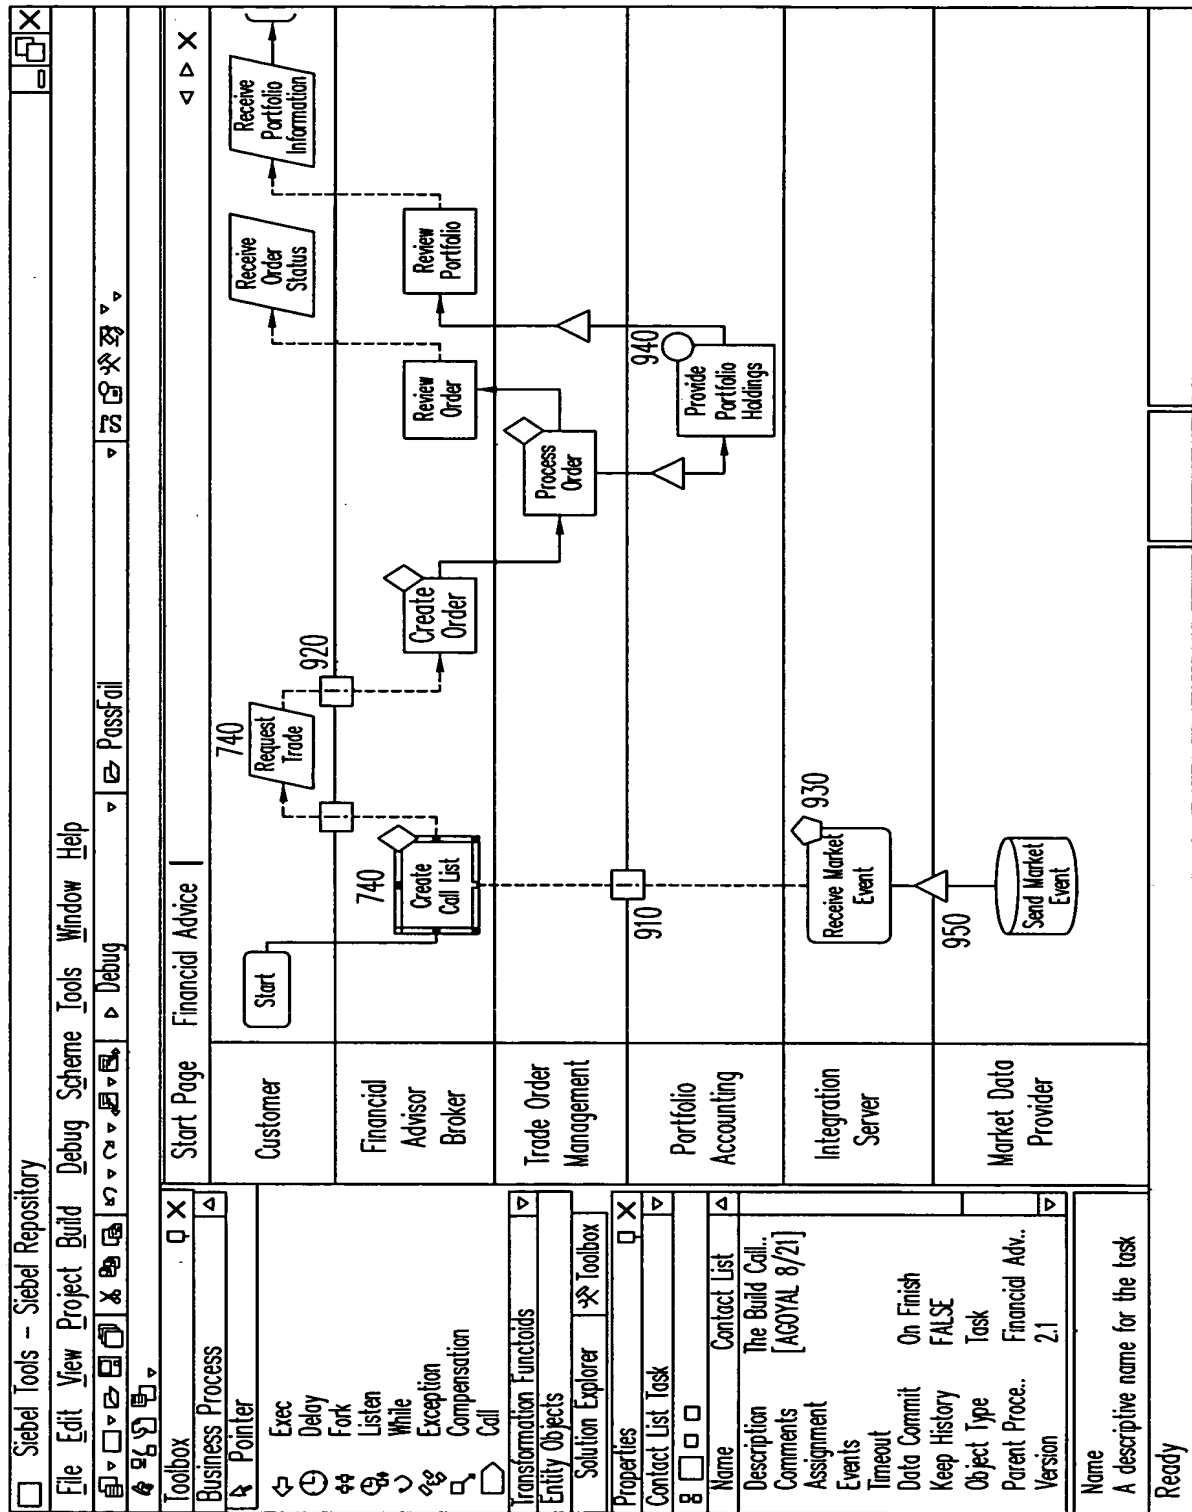 Siebel Tools – Siebel Repository
File Edit View Project Build Debug Scheme Tools Window Help
Debug
PassFail
Toolbox
Business Process
Pointer
Exec
Delay
Fork
Listen
While
Exception
Compensation
Call
Transformation Functoids
Entity Objects
Solution Explorer
Toolbox
Properties
Contact List Task
Name Contact List
Description The Build Call..
Comments [AGOYAL 8/21]
Assignment
Events
Timeout
Data Commit On Finish
Keep History FALSE
Object Type Task
Parent Proce.. Financial Adv..
Version 2.1
Name
A descriptive name for the task
Ready
Start Page
Financial Advice
Customer
Start
740
Request
Trade
920
Receive
Order
Status
Receive
Portfolio
Information
Financial
Advisor
Broker
740
Create
Call List
Create
Order
Review
Order
Review
Portfolio
Trade Order
Management
Process
Order
Portfolio
Accounting
910
940
Provide
Portfolio
Holdings
Integration
Server
930
Receive Market
Event
Market Data
Provider
950
Send Market
Event